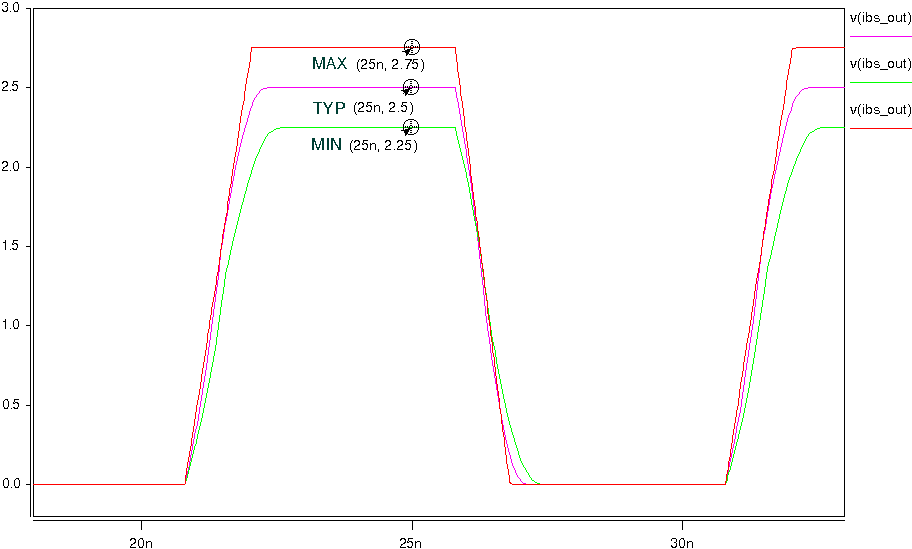 3.0
v(ibs_out)
MAX (25n, 2.75)
v(ibs_out)
2.5
TYP (25n, 2.5)
v(ibs_out)
MIN (25n, 2.25)
2.0
1.5
1.0
0.5
0.0
20n 25n 30n